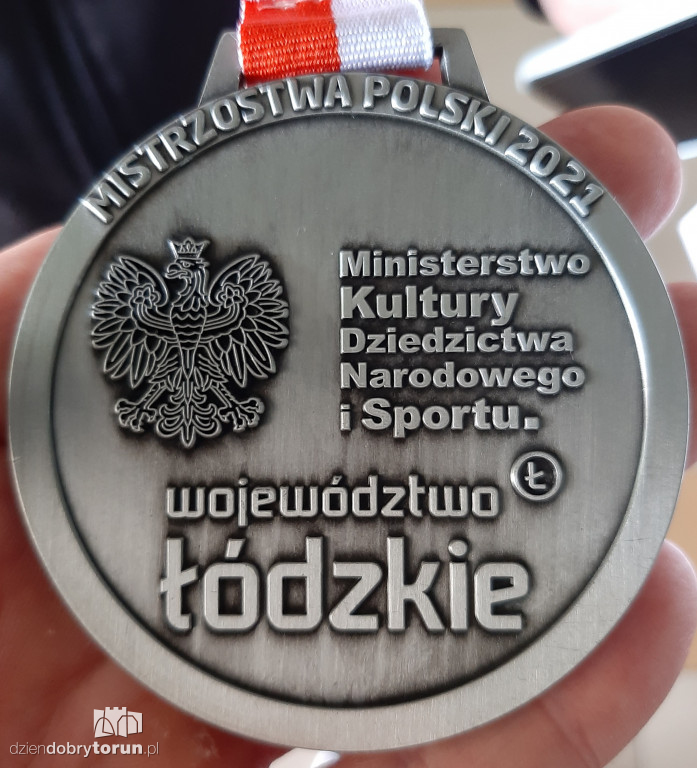 MISTRZOSTWA POLSKI 2021
Ministerstwo
Kultury
Dziedzictwa
Narodowego
i Sportu.
Ł
województwo
łódzkie
dziendobrytorun.pl